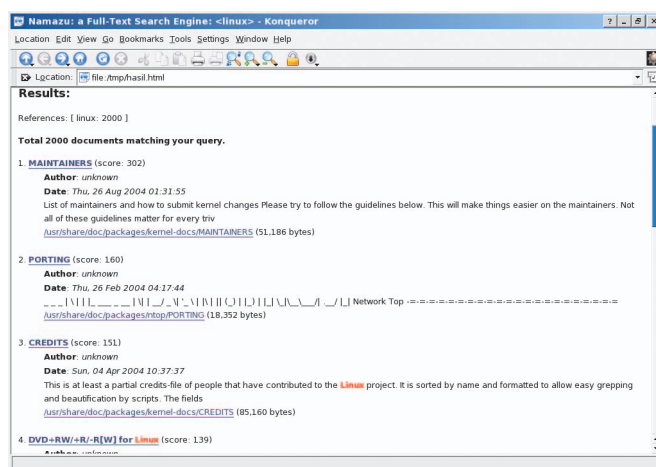 Namazu: a Full-Text Search Engine: <linux> - Konqueror
Location Edit View Go Bookmarks Tools Settings Window Help
Location: file:/tmp/hasil.html
Results:
References: [ linux: 2000 ]
Total 2000 documents matching your query.
1. MAINTAINERS (score: 302)
Author: unknown
Date: Thu, 26 Aug 2004 01:31:55
List of maintainers and how to submit kernel changes Please try to follow the guidelines below. This will make things easier on the maintainers. Not
all of these guidelines matter for every triv
/usr/share/doc/packages/kernel-docs/MAINTAINERS (51,186 bytes)
2. PORTING (score: 160)
Author: unknown
Date: Thu, 26 Feb 2004 04:17:44
_ _ _ | \ | | |_ ___ _ __ | \| | __/ _ \| '_ \ | |\ | || (_) | |_) | |_| \_|\__\___/| .__/ |_| Network Top -=-=-=-=-=-=-=-=-=-=-=-=-=-=-=-=-=-=-=-=-=-=-=
/usr/share/doc/packages/ntop/PORTING (18,352 bytes)
3. CREDITS (score: 151)
Author: unknown
Date: Sun, 04 Apr 2004 10:37:37
This is at least a partial credits-file of people that have contributed to the Linux project. It is sorted by name and formatted to allow easy grepping
and beautification by scripts. The fields
/usr/share/doc/packages/kernel-docs/CREDITS (85,160 bytes)
4. DVD+RW/+R/-R[W] for Linux (score: 139)
Author: unknown